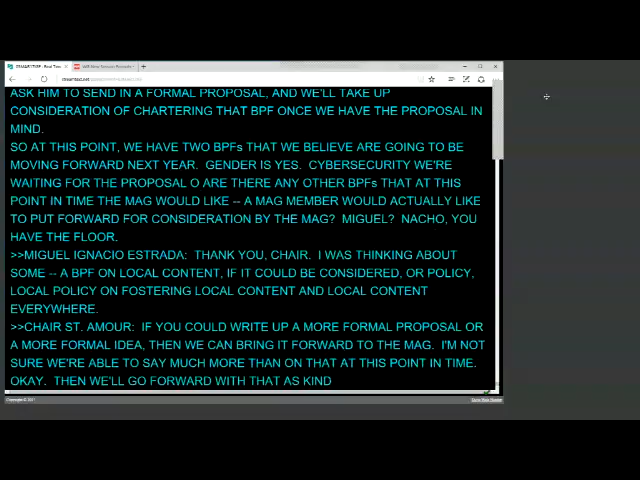 ASK HIM TO SEND IN A FORMAL PROPOSAL, AND WE'LL TAKE UP
CONSIDERATION OF CHARTERING THAT BPF ONCE WE HAVE THE PROPOSAL IN
MIND.
SO AT THIS POINT, WE HAVE TWO BPFs THAT WE BELIEVE ARE GOING TO BE
MOVING FORWARD NEXT YEAR.  GENDER IS YES.  CYBERSECURITY WE'RE
WAITING FOR THE PROPOSAL O ARE THERE ANY OTHER BPFs THAT AT THIS
POINT IN TIME THE MAG WOULD LIKE -- A MAG MEMBER WOULD ACTUALLY LIKE
TO PUT FORWARD FOR CONSIDERATION BY THE MAG?  MIGUEL?  NACHO, YOU
HAVE THE FLOOR.
>>MIGUEL IGNACIO ESTRADA:  THANK YOU, CHAIR.  I WAS THINKING ABOUT
SOME -- A BPF ON LOCAL CONTENT, IF IT COULD BE CONSIDERED, OR POLICY,
LOCAL POLICY ON FOSTERING LOCAL CONTENT AND LOCAL CONTENT
EVERYWHERE.
>>CHAIR ST. AMOUR:  IF YOU COULD WRITE UP A MORE FORMAL PROPOSAL OR
A MORE FORMAL IDEA, THEN WE CAN BRING IT FORWARD TO THE MAG.  I'M NOT
SURE WE'RE ABLE TO SAY MUCH MORE THAN ON THAT AT THIS POINT IN TIME.
OKAY.  THEN WE'LL GO FORWARD WITH THAT AS KIND